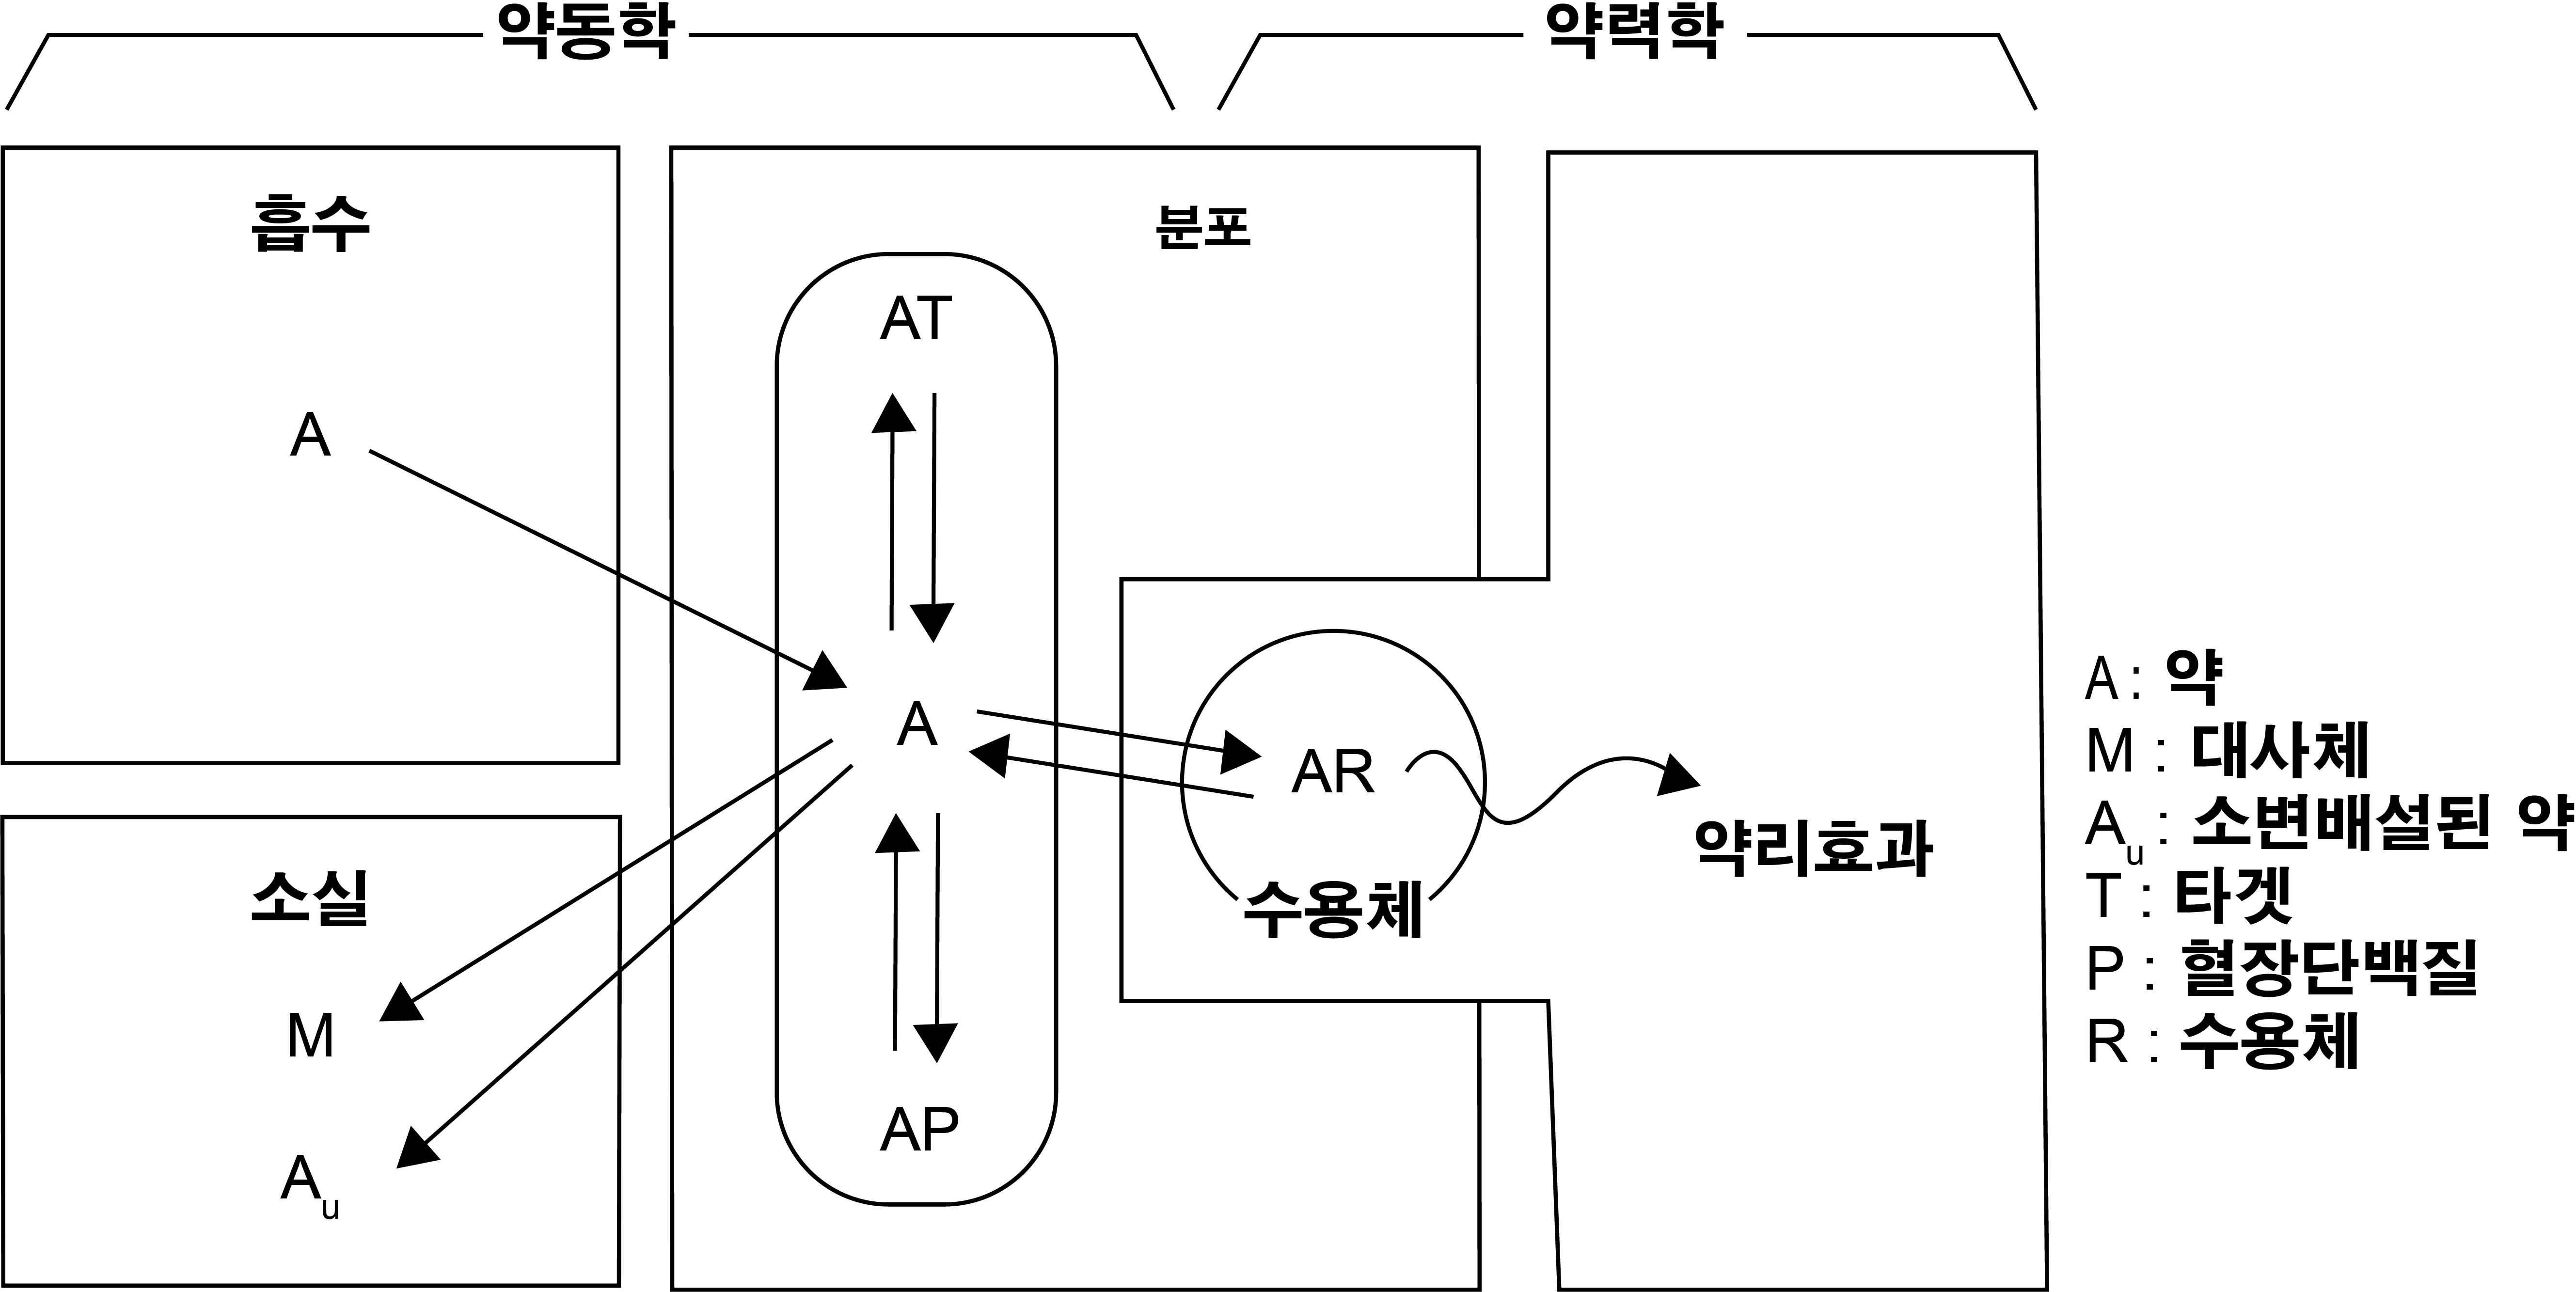 약동학
약력학
흡수
A
분포
AT
A
AP
AR
수용체
약리효과
소실
M
Au
A : 약
M : 대사체
Au : 소변배설된 약
T : 타겟
P : 혈장단백질
R : 수용체